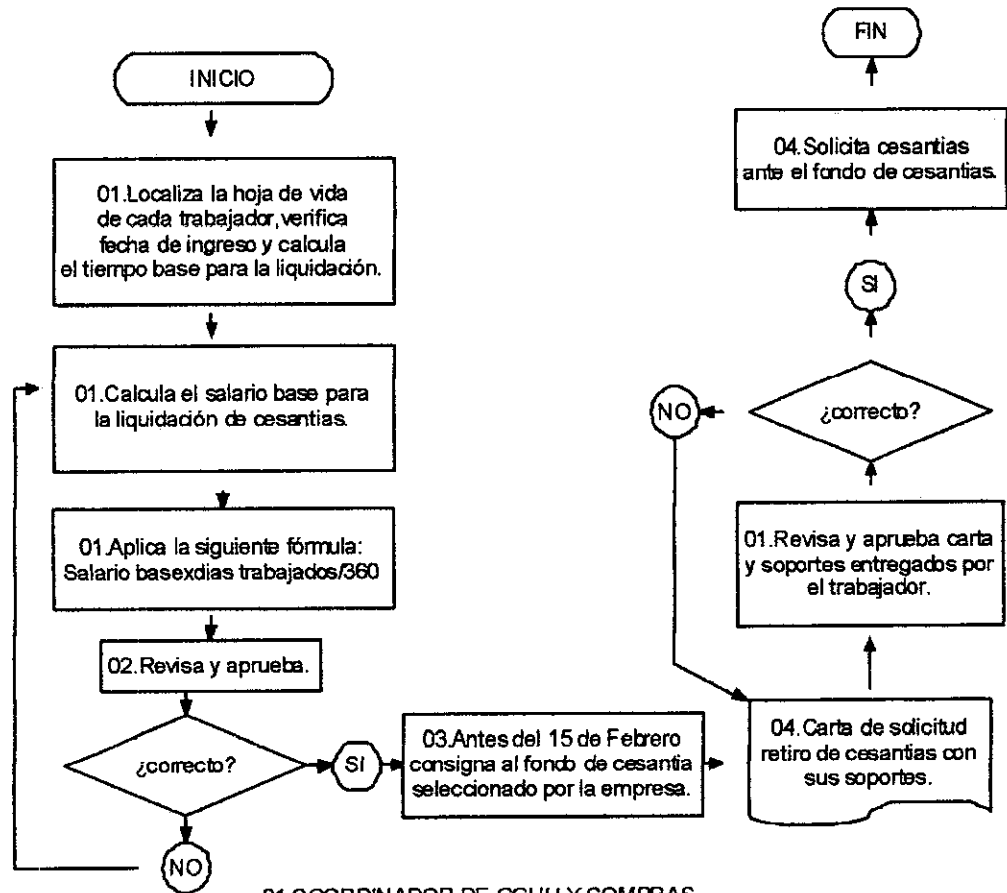 INICIO
01.Localiza la hoja de vida
de cada trabajador,verifica
fecha de ingreso y calcula
el tiempo base para la liquidación.
01.Calcula el salario base para
la liquidación de cesantias.
01.Aplica la siguiente fórmula:
Salario basexdias trabajados/360
02.Revisa y aprueba.
¿correcto?
NO
SI
03.Antes del 15 de Febrero
consigna al fondo de cesantia
seleccionado por la empresa.
04.Carta de solicitud
retiro de cesantias con
sus soportes.
01.Revisa y aprueba carta
y soportes entregados por
el trabajador.
¿correcto?
NO
SI
04.Solicita cesantias
ante el fondo de cesantias.
FIN